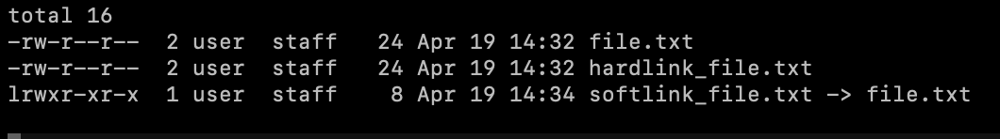 total 16
-rw-r--r--  2 user  staff   24 Apr 19 14:32 file.txt
-rw-r--r--  2 user  staff   24 Apr 19 14:32 hardlink_file.txt
lrwxr-xr-x  1 user  staff    8 Apr 19 14:34 softlink_file.txt -> file.txt